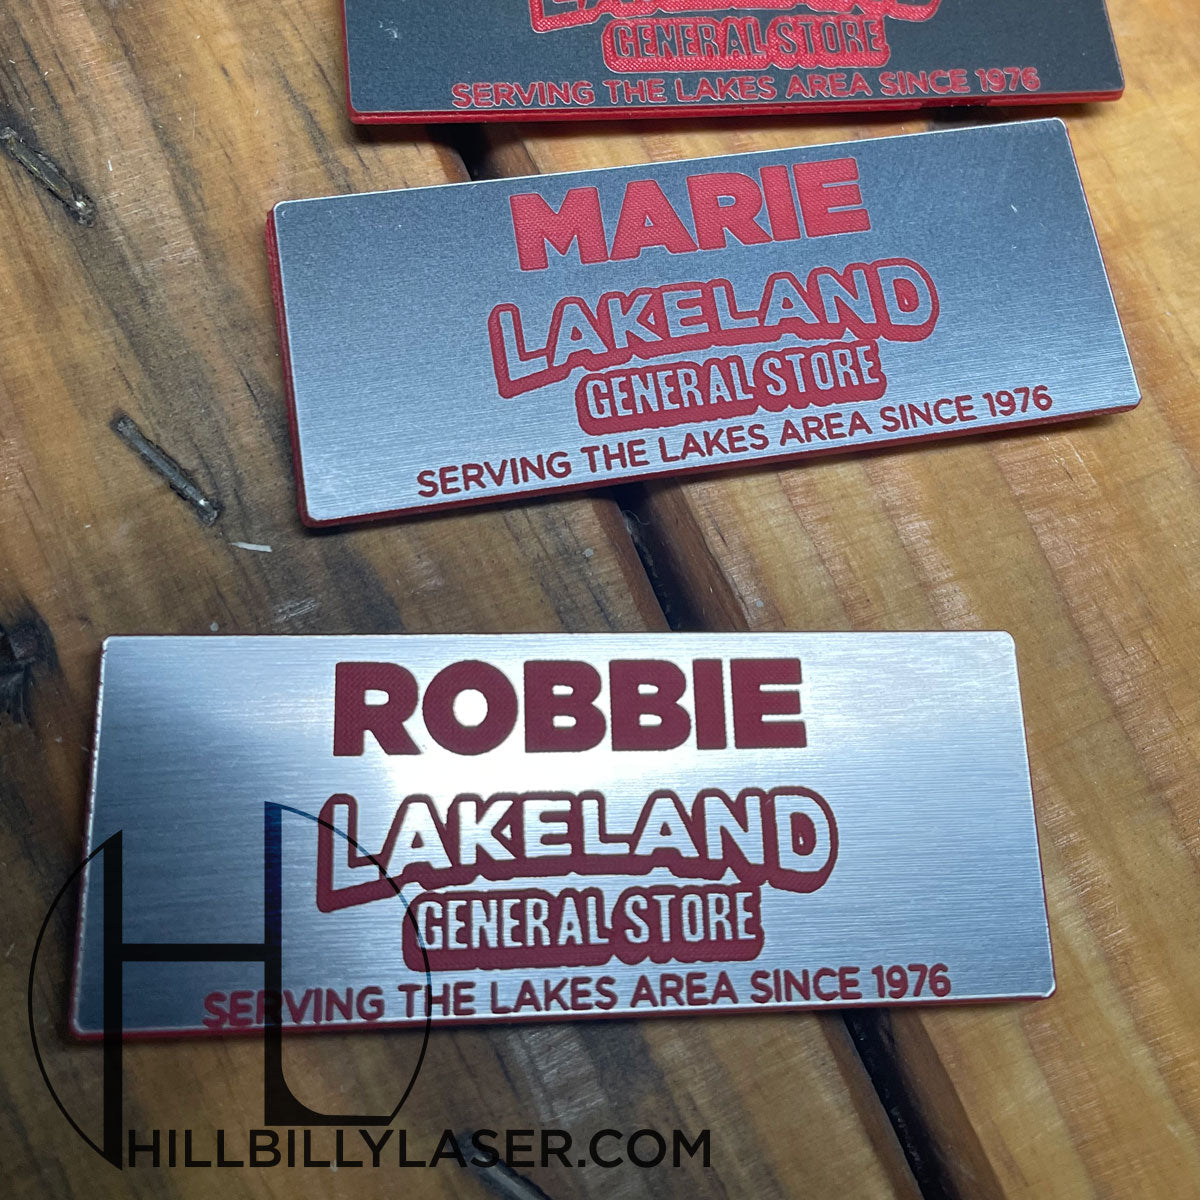 GENERAL STORE
SERVING THE LAKES AREA SINCE 1976
MARIE
LAKELAND
GENERAL STORE
SERVING THE LAKES AREA SINCE 1976
ROBBIE
LAKELAND
GENERAL STORE
SERVING THE LAKES AREA SINCE 1976
HL
HILLBILLYLASER.COM